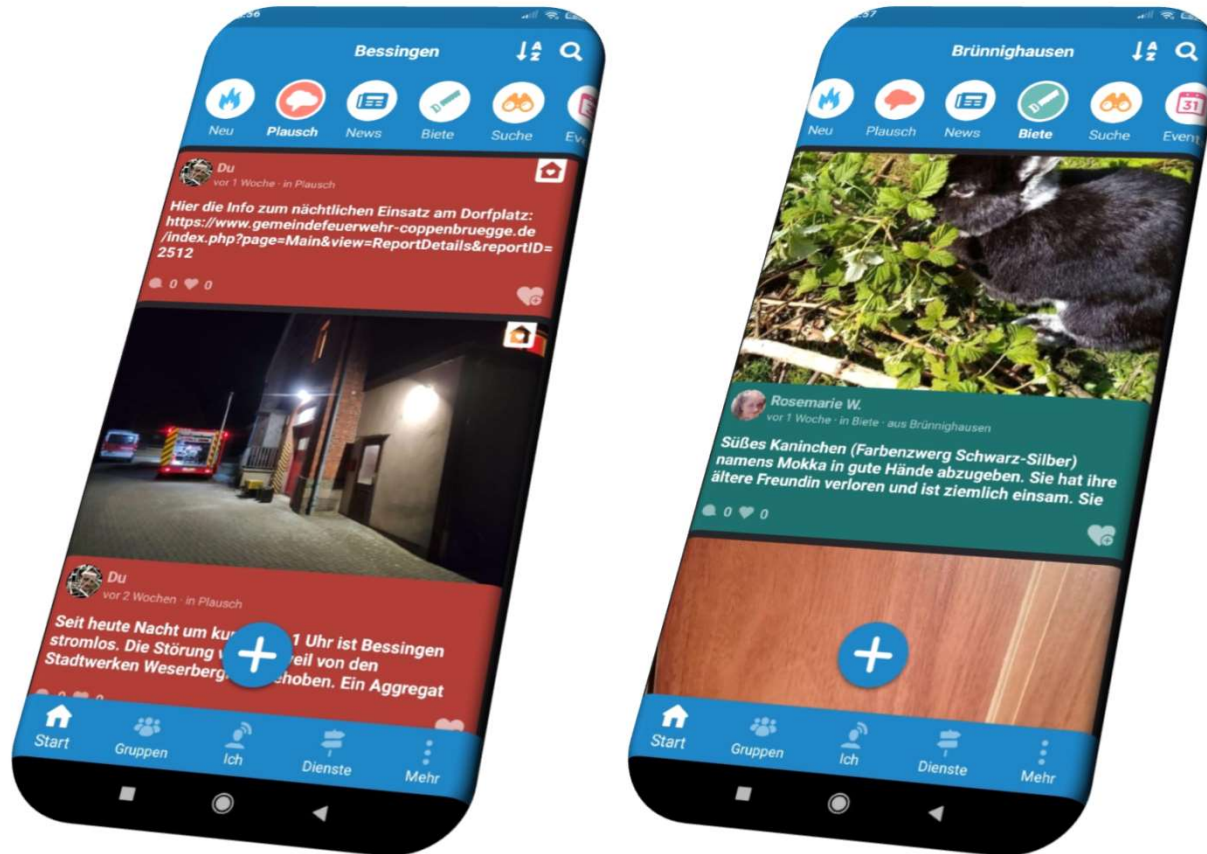 :56
Bessingen
Neu
Plausch
News
Biete
Suche
Eve
Du
vor 1 Woche · in Plausch
Hier die Info zum nächtlichen Einsatz am Dorfplatz:
https://www.gemeindefeuerwehr-coppenbruegge.de
/index.php?page=Main&view=ReportDetails&reportID=
2512
0 0
Du
vor 2 Wochen · in Plausch
Seit heute Nacht um 1 Uhr ist Bessingen
stromlos. Die Störung von den
Stadtwerken Ein Aggregat
0 0
Start
Gruppen
Ich
Dienste
Mehr
:57
Brünnighausen
Neu
Plausch
News
Biete
Suche
31
Event
Rosemarie W.
vor 1 Woche · in Biete · aus Brünnighausen
Süßes Kaninchen (Farbenzwerg Schwarz-Silber)
namens Mokka in gute Hände abzugeben. Sie hat ihre
ältere Freundin verloren und ist ziemlich einsam. Sie
0 0
Start
Gruppen
Ich
Dienste
Mehr